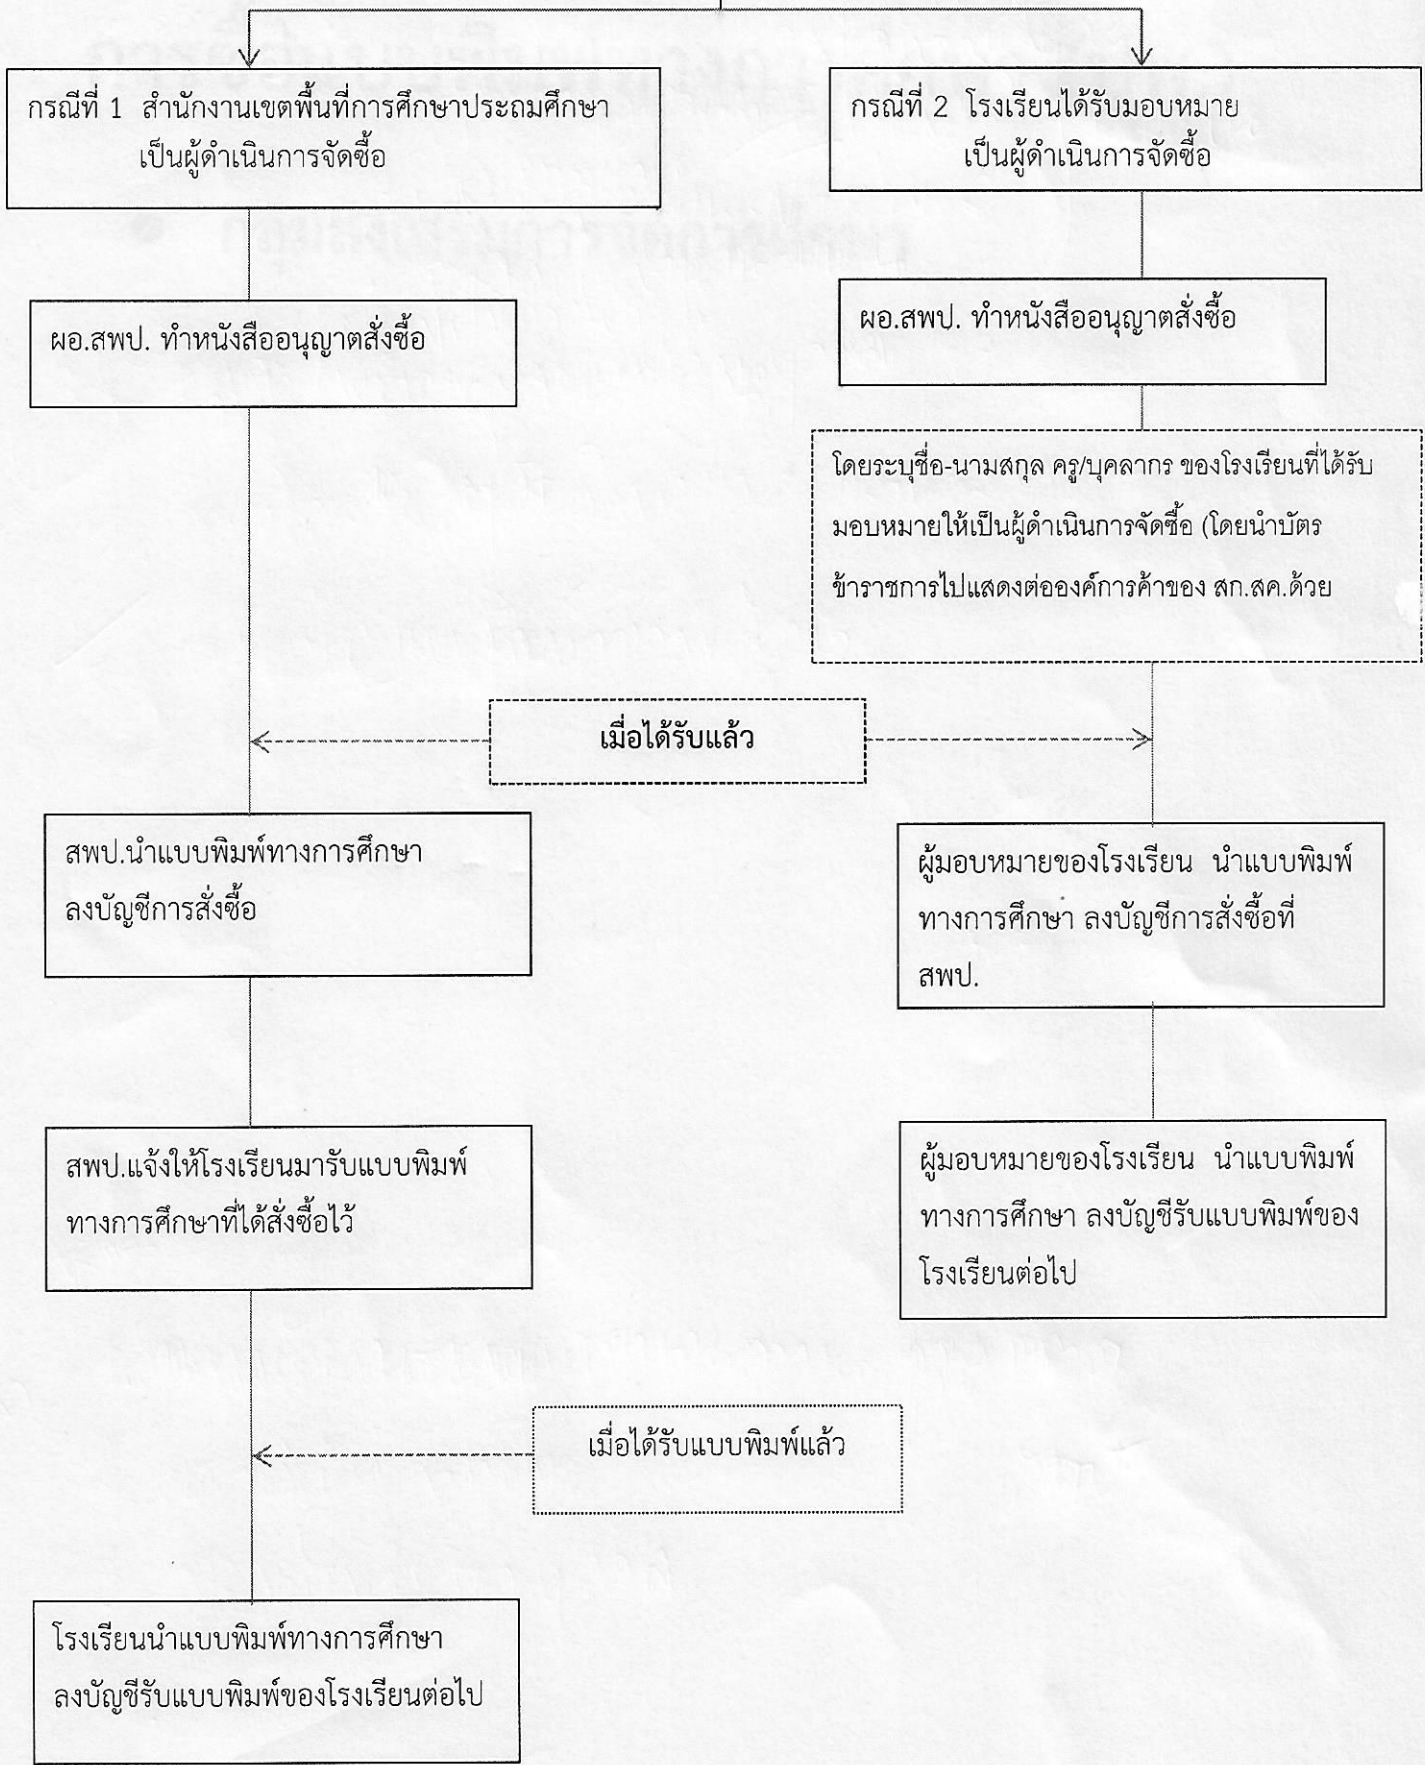 กรณีที่ 1 สำนักงานเขตพื้นที่การศึกษาประถมศึกษา
เป็นผู้ดำเนินการจัดซื้อ
กรณีที่ 2 โรงเรียนได้รับมอบหมาย
เป็นผู้ดำเนินการจัดซื้อ
ผอ.สพป. ทำหนังสืออนุญาตสั่งซื้อ
ผอ.สพป. ทำหนังสืออนุญาตสั่งซื้อ
โดยระบุชื่อ-นามสกุล ครู/บุคลากร ของโรงเรียนที่ได้รับ
มอบหมายให้เป็นผู้ดำเนินการจัดซื้อ (โดยนำบัตร
ข้าราชการไปแสดงต่อองค์การค้าของ สก.สค.ด้วย
เมื่อได้รับแล้ว
สพป.นำแบบพิมพ์ทางการศึกษา
ลงบัญชีการสั่งซื้อ
ผู้มอบหมายของโรงเรียน นำแบบพิมพ์
ทางการศึกษา ลงบัญชีการสั่งซื้อที่
สพป.
สพป.แจ้งให้โรงเรียนมารับแบบพิมพ์
ทางการศึกษาที่ได้สั่งซื้อไว้
ผู้มอบหมายของโรงเรียน นำแบบพิมพ์
ทางการศึกษา ลงบัญชีรับแบบพิมพ์ของ
โรงเรียนต่อไป
เมื่อได้รับแบบพิมพ์แล้ว
โรงเรียนนำแบบพิมพ์ทางการศึกษา
ลงบัญชีรับแบบพิมพ์ของโรงเรียนต่อไป